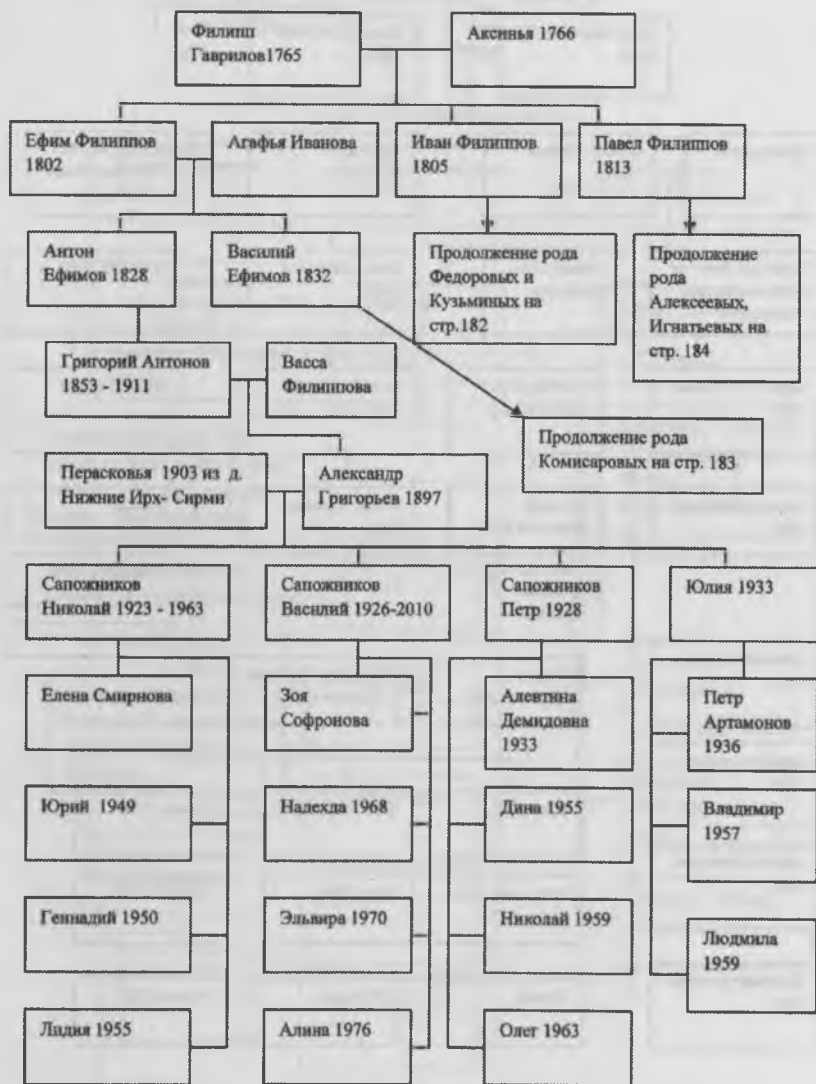 Филипп
Гаврилов1765
Аксинья 1766
Ефим Филиппов
1802
Агафья Иванова
Иван Филиппов
1805
Павел Филиппов
1813
Антон
Ефимов 1828
Василий
Ефимов 1832
Продолжение рода
Федоровых и
Кузьминых на
стр.182
Продолжение
рода
Алексеевых,
Игнатьевых на
стр. 184
Григорий Антонов
1853 - 1911
Васса
Филиппова
Продолжение рода
Комисаровых на стр. 183
Перасковья 1903 из д.
Нижние Ирх- Сирми
Александр
Григорьев 1897
Сапожников
Николай 1923 - 1963
Сапожников
Василий 1926-2010
Сапожников
Петр 1928
Юлия 1933
Елена Смирнова
Зоя
Софронова
Алевтина
Демидовна
1933
Петр
Артамонов
1936
Юрий 1949
Надехда 1968
Дина 1955
Владимир
1957
Геннадий 1950
Эльвира 1970
Николай 1959
Людмила
1959
Лидия 1955
Алина 1976
Олег 1963